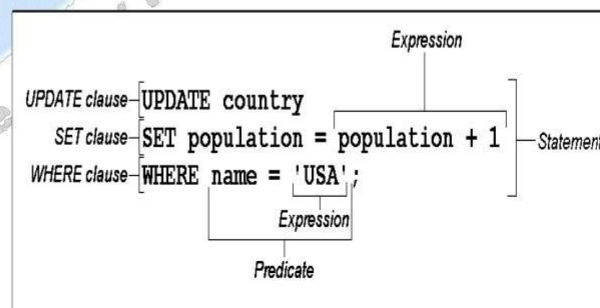 Expression
UPDATE clause UPDATE country
SET clause SET population = population + 1 Statement
WHERE clause WHERE name = 'USA';
Expression
Predicate